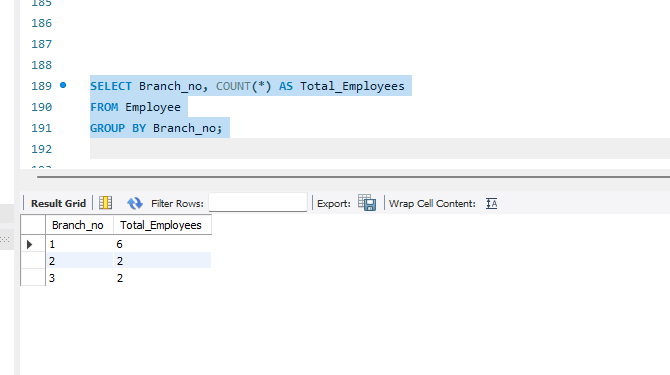 185
186
187
188
189 SELECT Branch_no, COUNT(*) AS Total_Employees
190 FROM Employee
191 GROUP BY Branch_no;
192
Result Grid Filter Rows: Export: Wrap Cell Content:
Branch_no Total_Employees
1 6
2 2
3 2